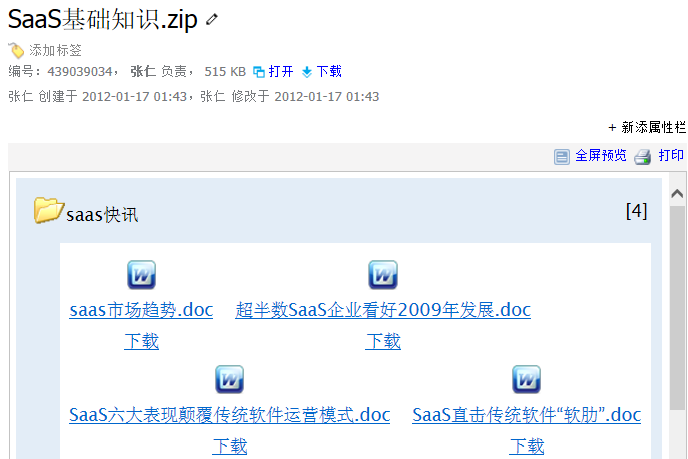 SaaS基础知识.zip
添加标签
编号：439039034， 张仁 负责， 515 KB 打开 下载
张仁 创建于 2012-01-17 01:43，张仁 修改于 2012-01-17 01:43
+ 新添属性栏
全屏预览 打印
saas快讯 [4]
saas市场趋势.doc 超半数SaaS企业看好2009年发展.doc
下载 下载
SaaS六大表现颠覆传统软件运营模式.doc SaaS直击传统软件“软肋”.doc
下载 下载